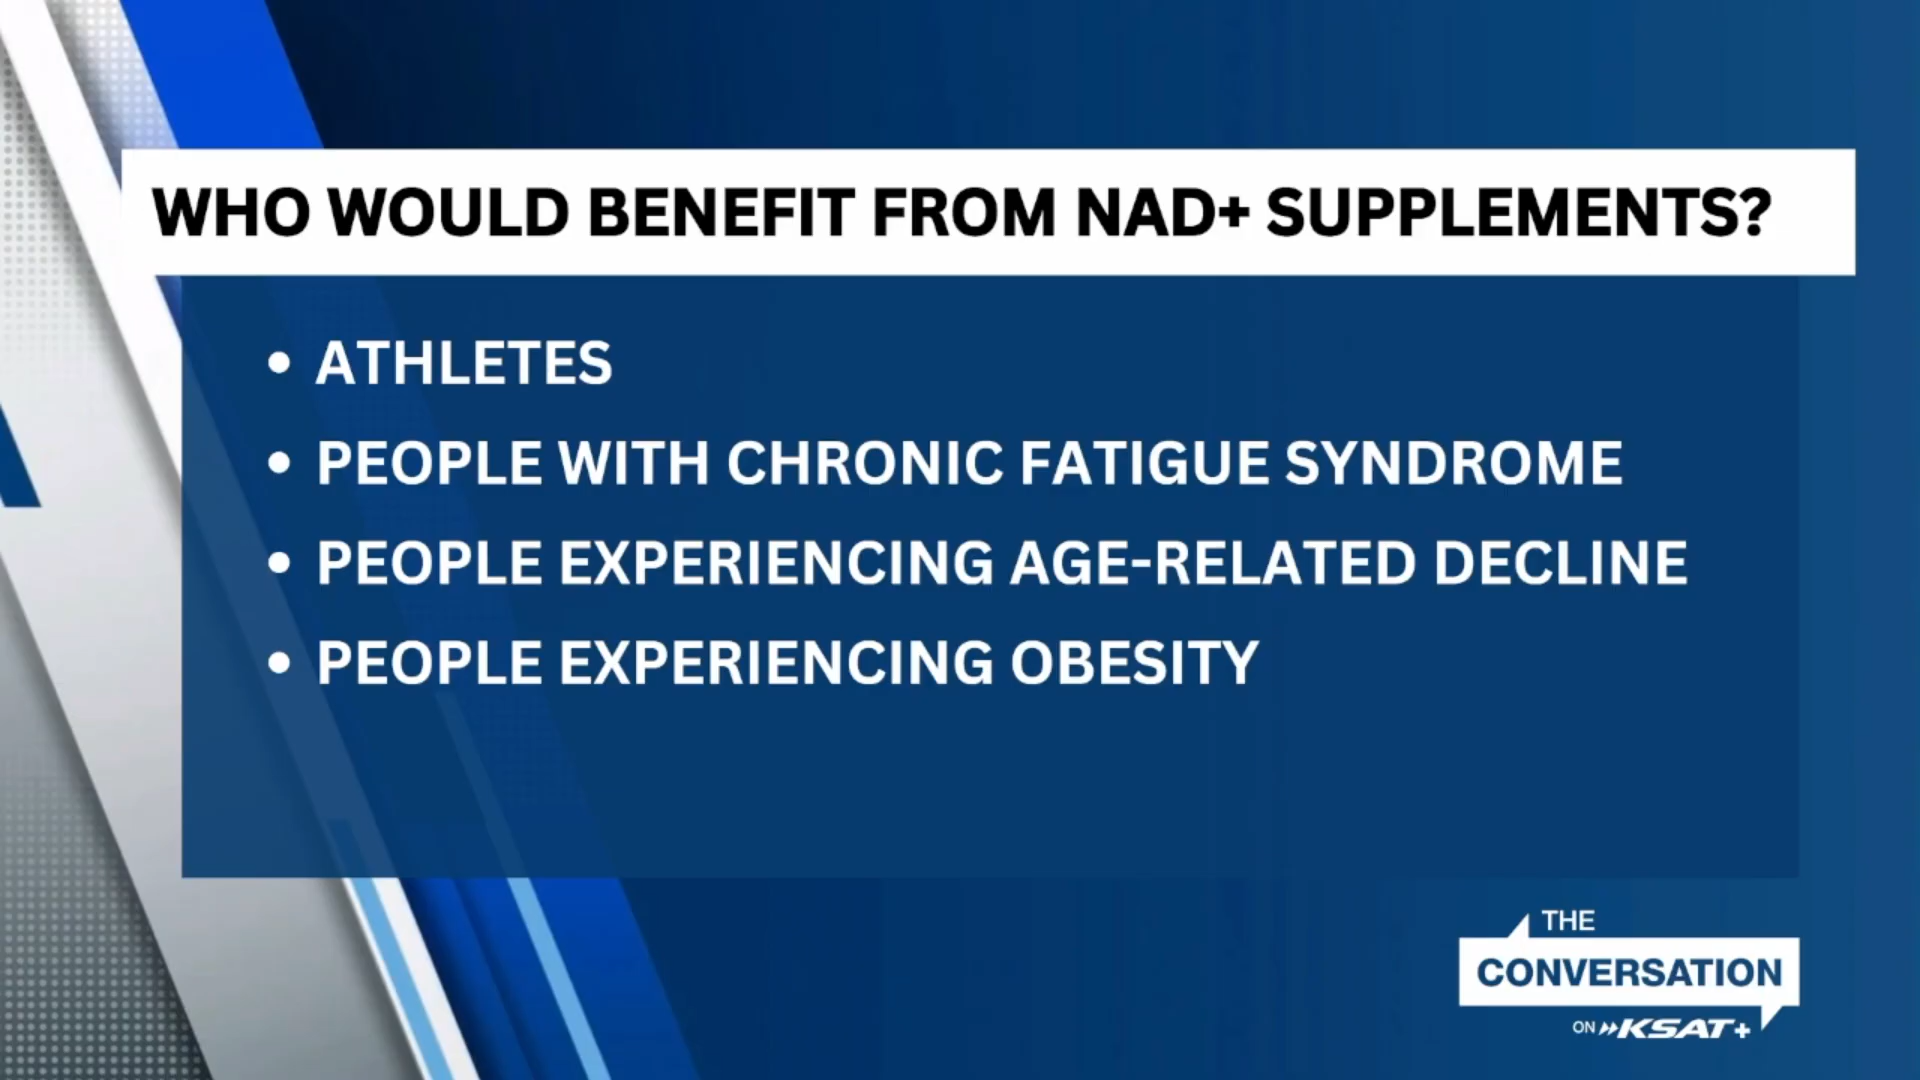 WHO WOULD BENEFIT FROM NAD+ SUPPLEMENTS?
• ATHLETES
• PEOPLE WITH CHRONIC FATIGUE SYNDROME
• PEOPLE EXPERIENCING AGE-RELATED DECLINE
• PEOPLE EXPERIENCING OBESITY
THE
CONVERSATION
ON KSAT+